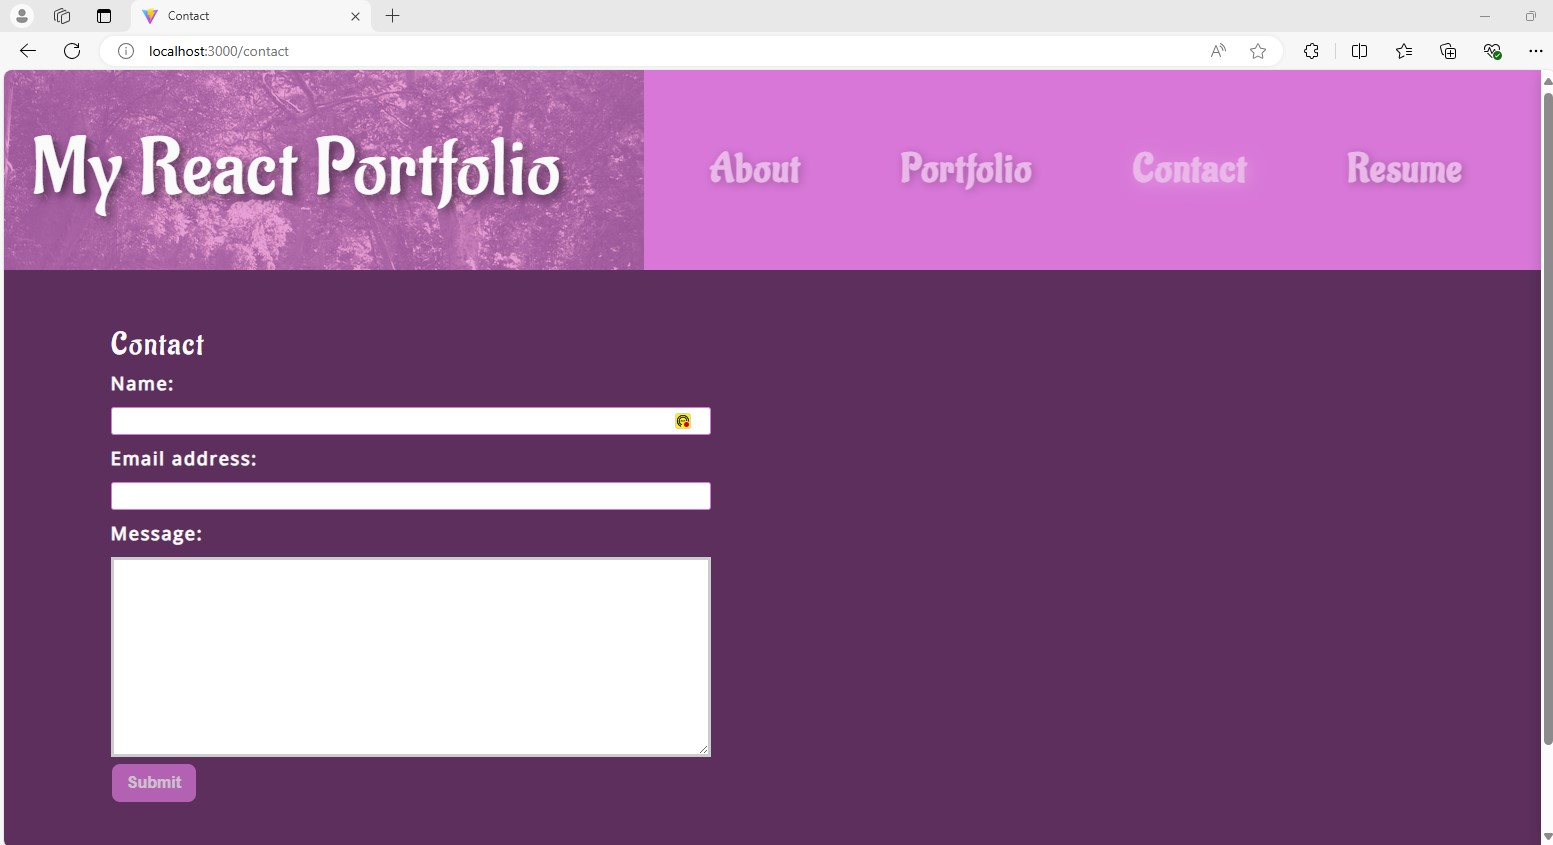 Contact
localhost:3000/contact
My React Portfolio
About Portfolio Contact Resume
Contact
Name:
Email address:
Message:
Submit